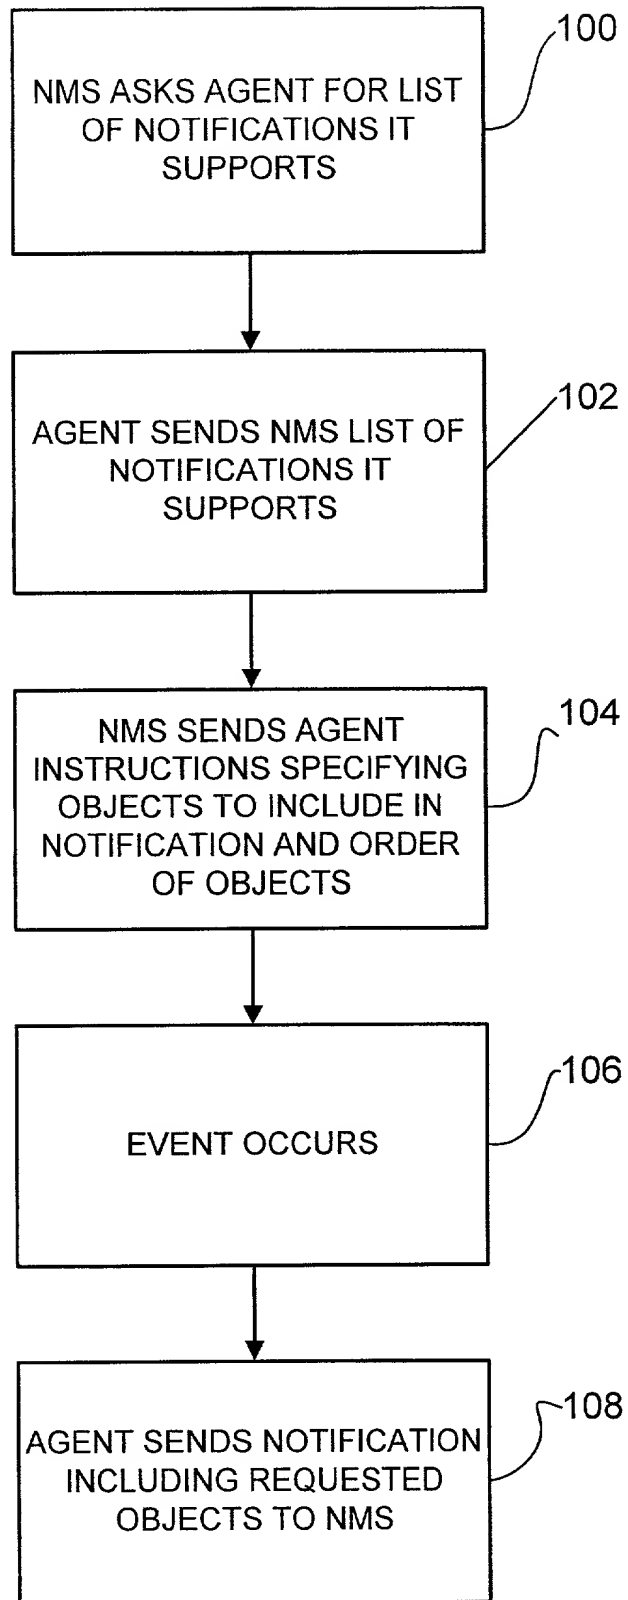 100
NMS ASKS AGENT FOR LIST
OF NOTIFICATIONS IT
SUPPORTS
102
AGENT SENDS NMS LIST OF
NOTIFICATIONS IT
SUPPORTS
104
NMS SENDS AGENT
INSTRUCTIONS SPECIFYING
OBJECTS TO INCLUDE IN
NOTIFICATION AND ORDER
OF OBJECTS
106
EVENT OCCURS
108
AGENT SENDS NOTIFICATION
INCLUDING REQUESTED
OBJECTS TO NMS